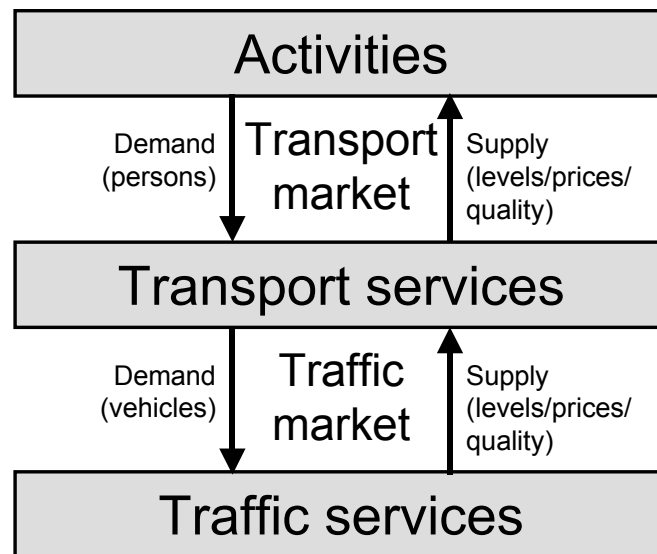 Activities
Demand
(persons)
Transport
market
Supply
(levels/prices/
quality)
Transport services
Demand
(vehicles)
Traffic
market
Supply
(levels/prices/
quality)
Traffic services